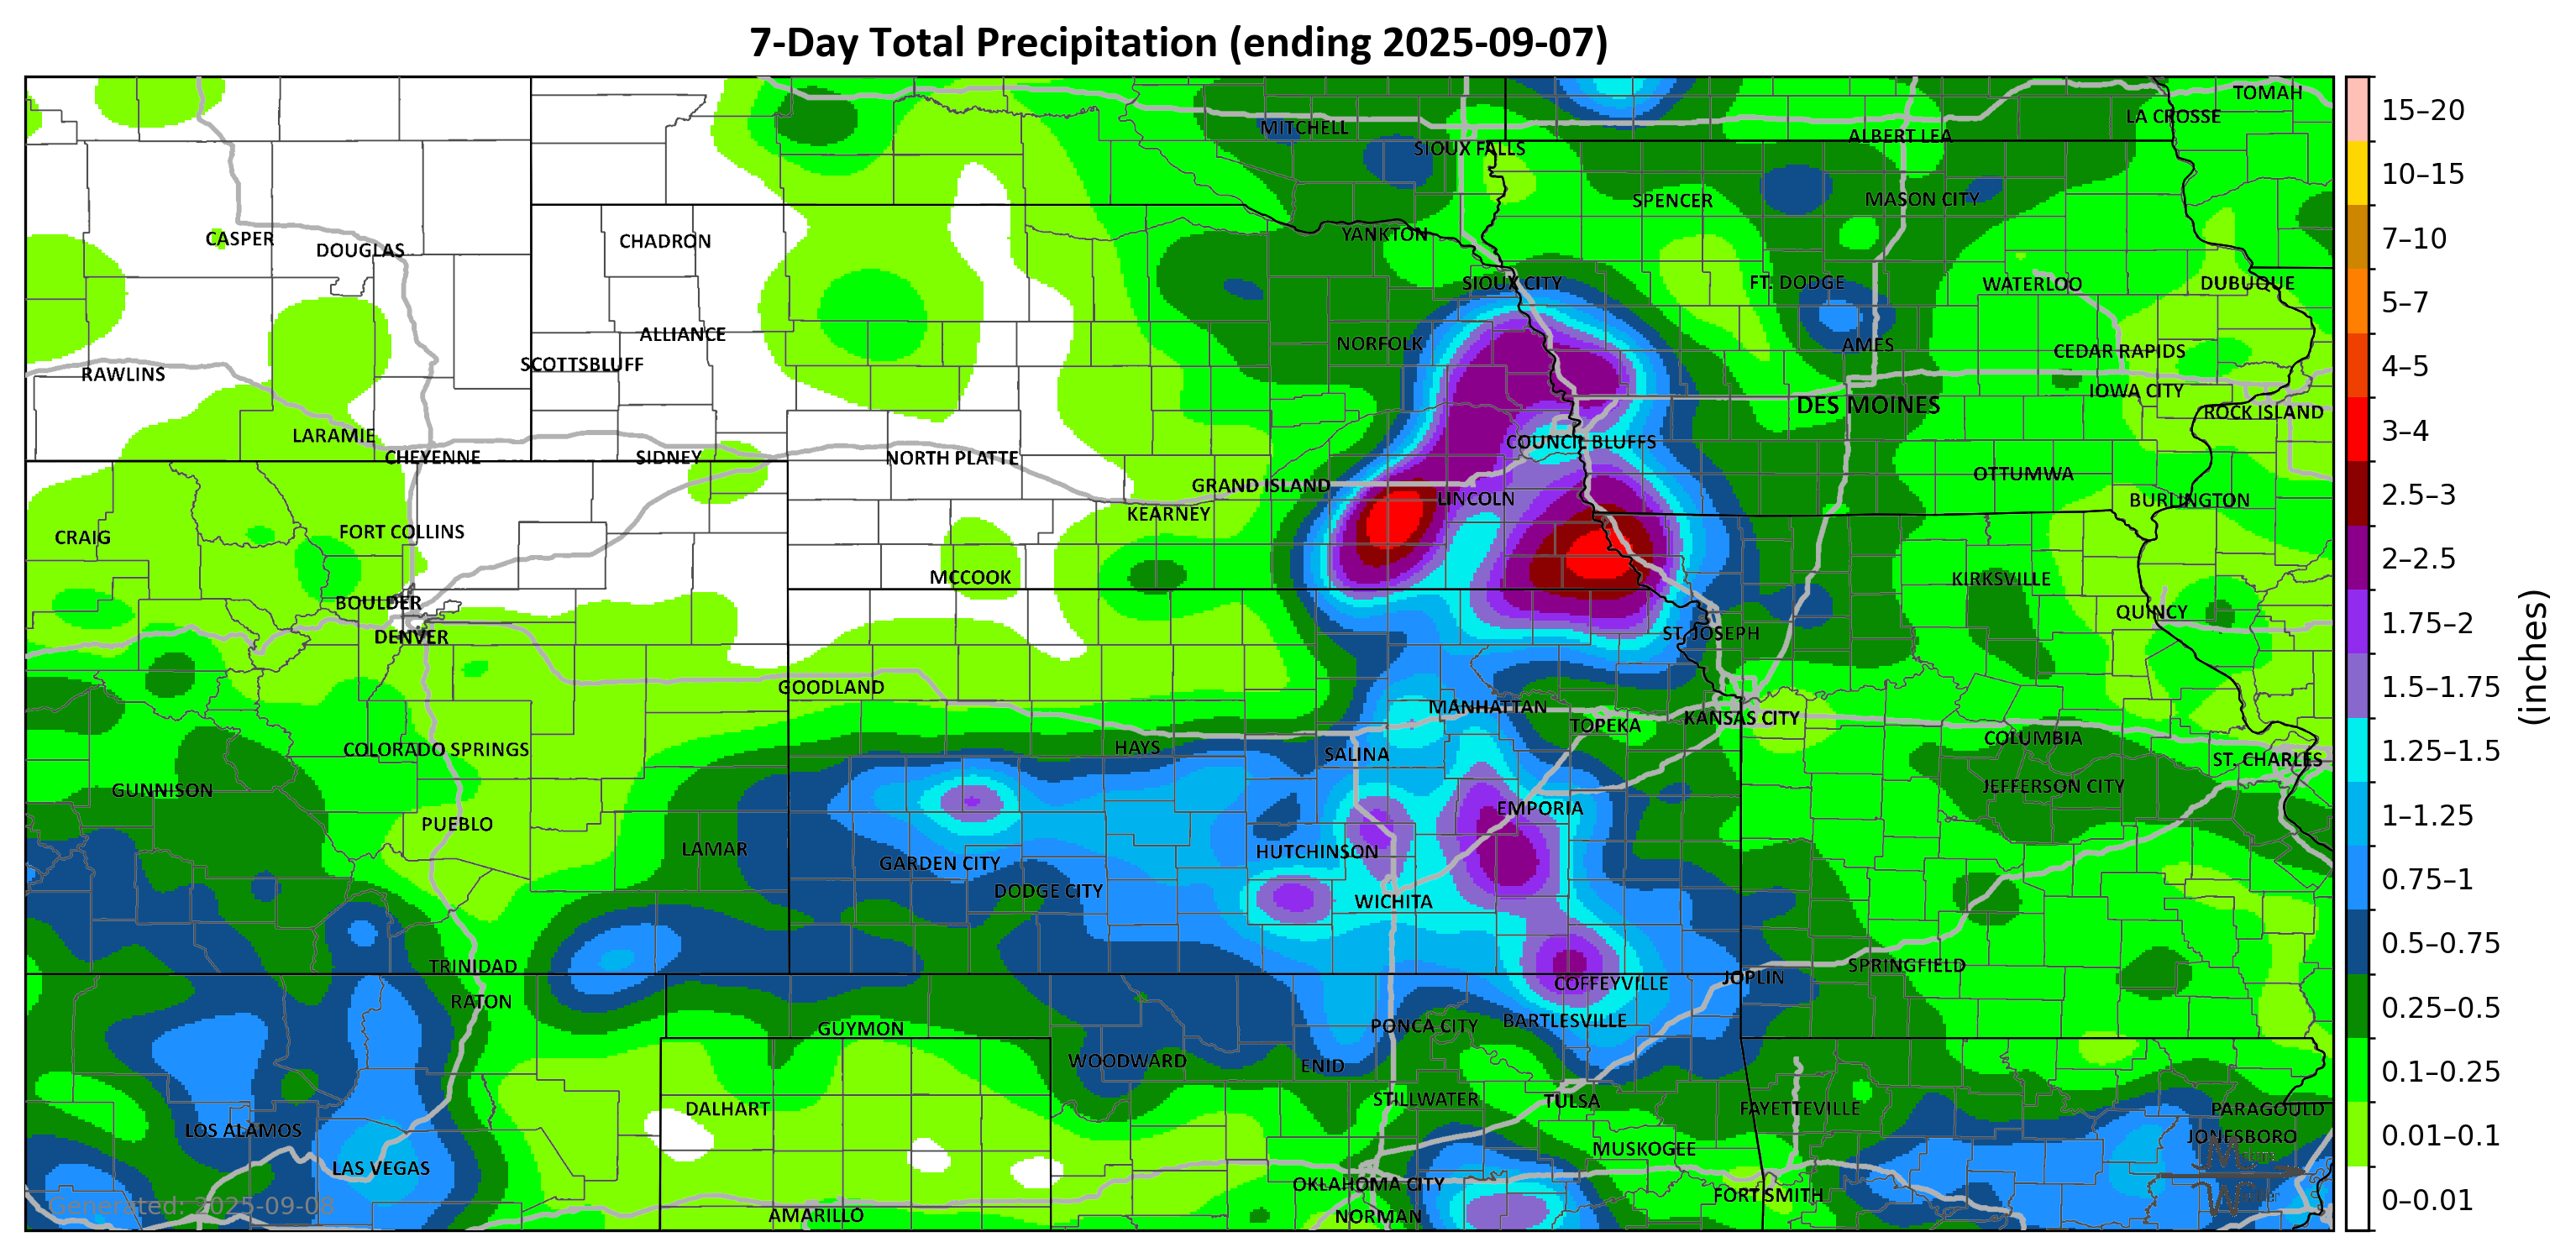 7-Day Total Precipitation (ending 2025-09-07)
TOMAH
LA CROSSE
MITCHELL
ALBERT LEA
SIOUX FALLS
SPENCER
MASON CITY
YANKTON
CASPER
CHADRON
DOUGLAS
SIOUX CITY
FT. DODGE
WATERLOO
DUBUQUE
ALLIANCE
NORFOLK
AMES
CEDAR RAPIDS
SCOTTSBLUFF
RAWLINS
IOWA CITY
DES MOINES
ROCK ISLAND
LARAMIE
COUNCIL BLUFFS
CHEYENNE
SIDNEY
NORTH PLATTE
OTTUMWA
GRAND ISLAND
LINCOLN
BURLINGTON
KEARNEY
FORT COLLINS
CRAIG
MCCOOK
KIRKSVILLE
BOULDER
QUINCY
DENVER
ST. JOSEPH
GOODLAND
MANHATTAN
TOPEKA
KANSAS CITY
COLUMBIA
COLORADO SPRINGS
HAYS
SALINA
ST. CHARLES
GUNNISON
JEFFERSON CITY
EMPORIA
PUEBLO
LAMAR
HUTCHINSON
GARDEN CITY
DODGE CITY
WICHITA
TRINIDAD
SPRINGFIELD
JOPLIN
COFFEYVILLE
RATON
BARTLESVILLE
GUYMON
PONCA CITY
WOODWARD
ENID
STILLWATER
TULSA
DALHART
FAYETTEVILLE
PARAGOULD
LOS ALAMOS
JONESBORO
MUSKOGEE
LAS VEGAS
OKLAHOMA CITY
FORT SMITH
AMARILLO
NORMAN
Generated: 2025-09-08
15–20
10–15
7–10
5–7
4–5
3–4
2.5–3
2–2.5
1.75–2
1.5–1.75
1.25–1.5
1–1.25
0.75–1
0.5–0.75
0.25–0.5
0.1–0.25
0.01–0.1
0–0.01
(inches)